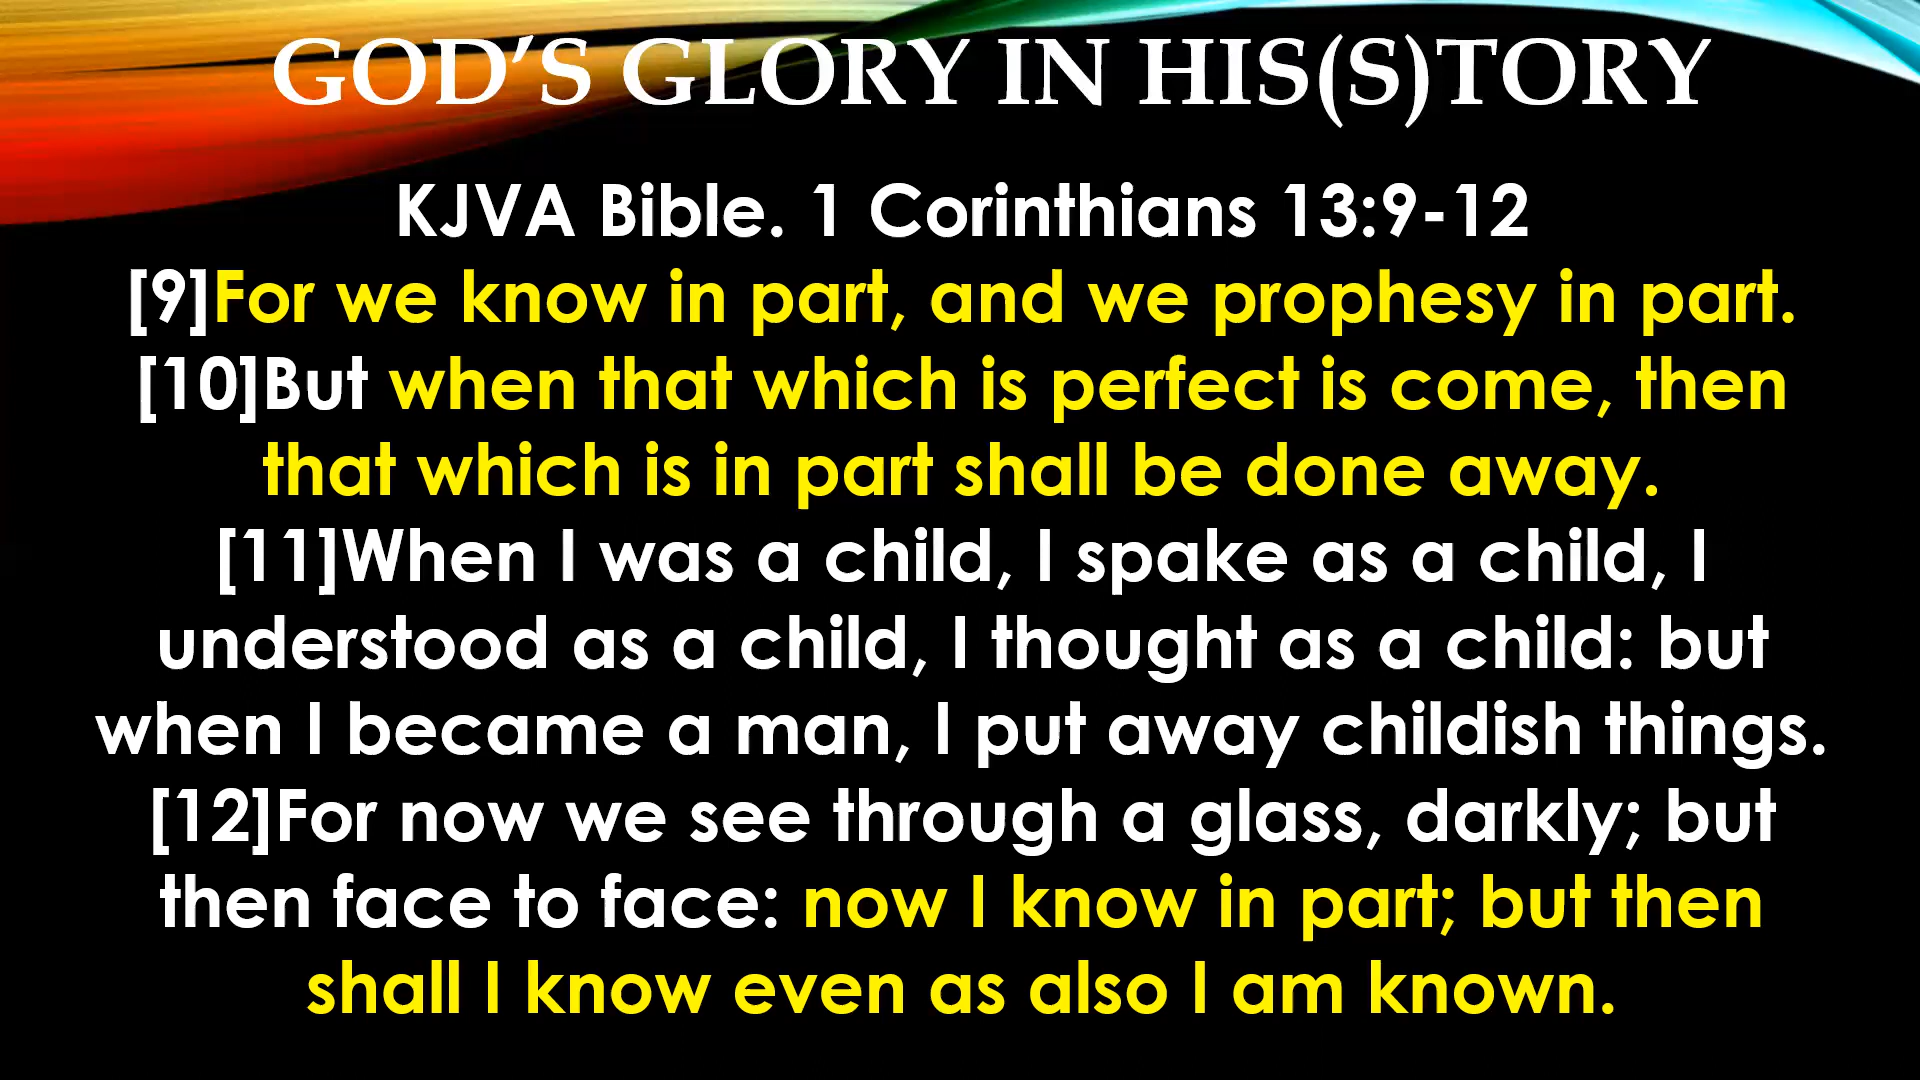 GOD’S GLORY IN HIS(S)TORY
KJVA Bible. 1 Corinthians 13:9-12
[9]For we know in part, and we prophesy in part.
[10]But when that which is perfect is come, then
that which is in part shall be done away.
[11]When I was a child, I spake as a child, I
understood as a child, I thought as a child: but
when I became a man, I put away childish things.
[12]For now we see through a glass, darkly; but
then face to face: now I know in part; but then
shall I know even as also I am known.